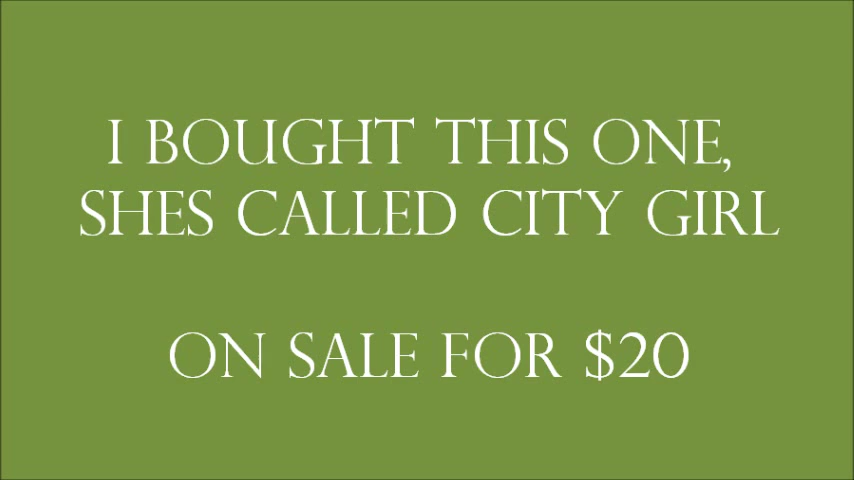 I BOUGHT THIS ONE,
SHES CALLED CITY GIRL
ON SALE FOR $20